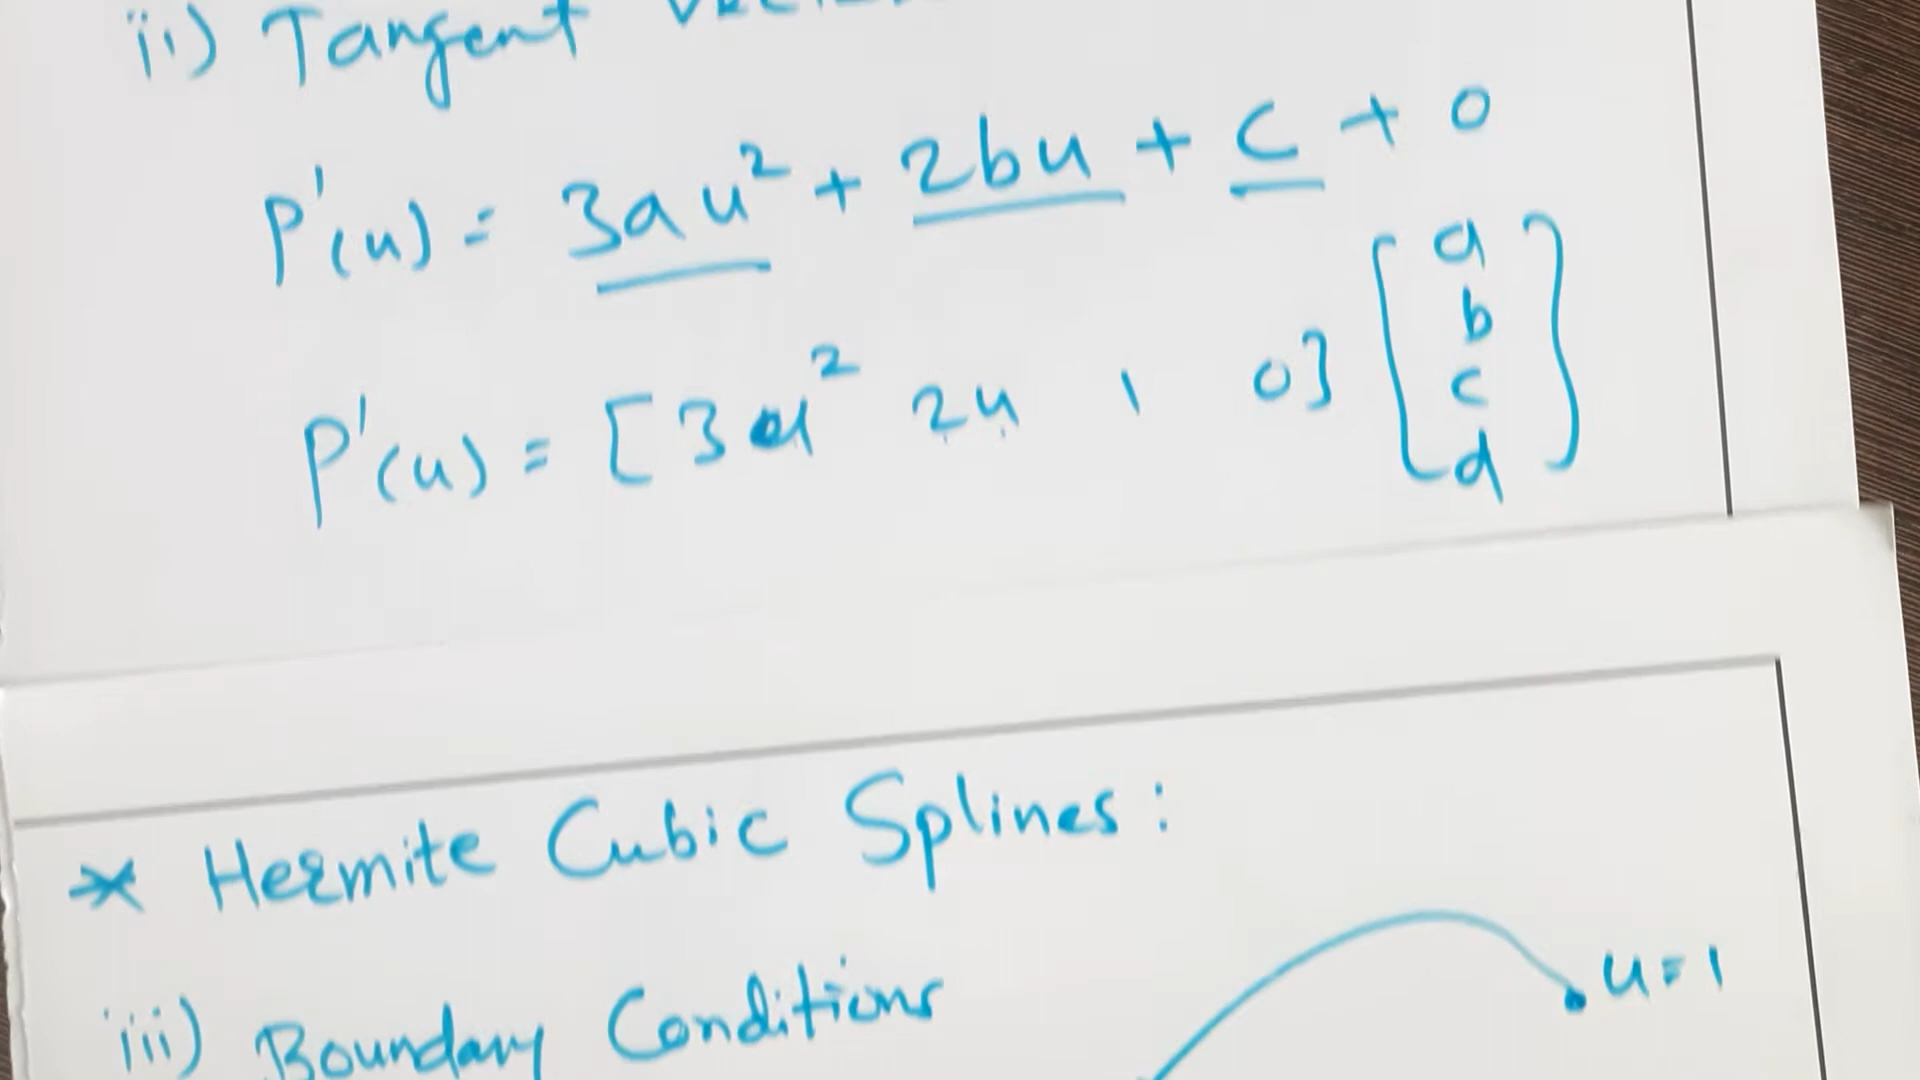 ii) Tangent
P'(u) = 3au² + 2bu + c + 0
P'(u) = [3u² 2u 1 0] [a b c d]
* Hermite Cubic Splines:
iii) Boundary Conditions
u=1